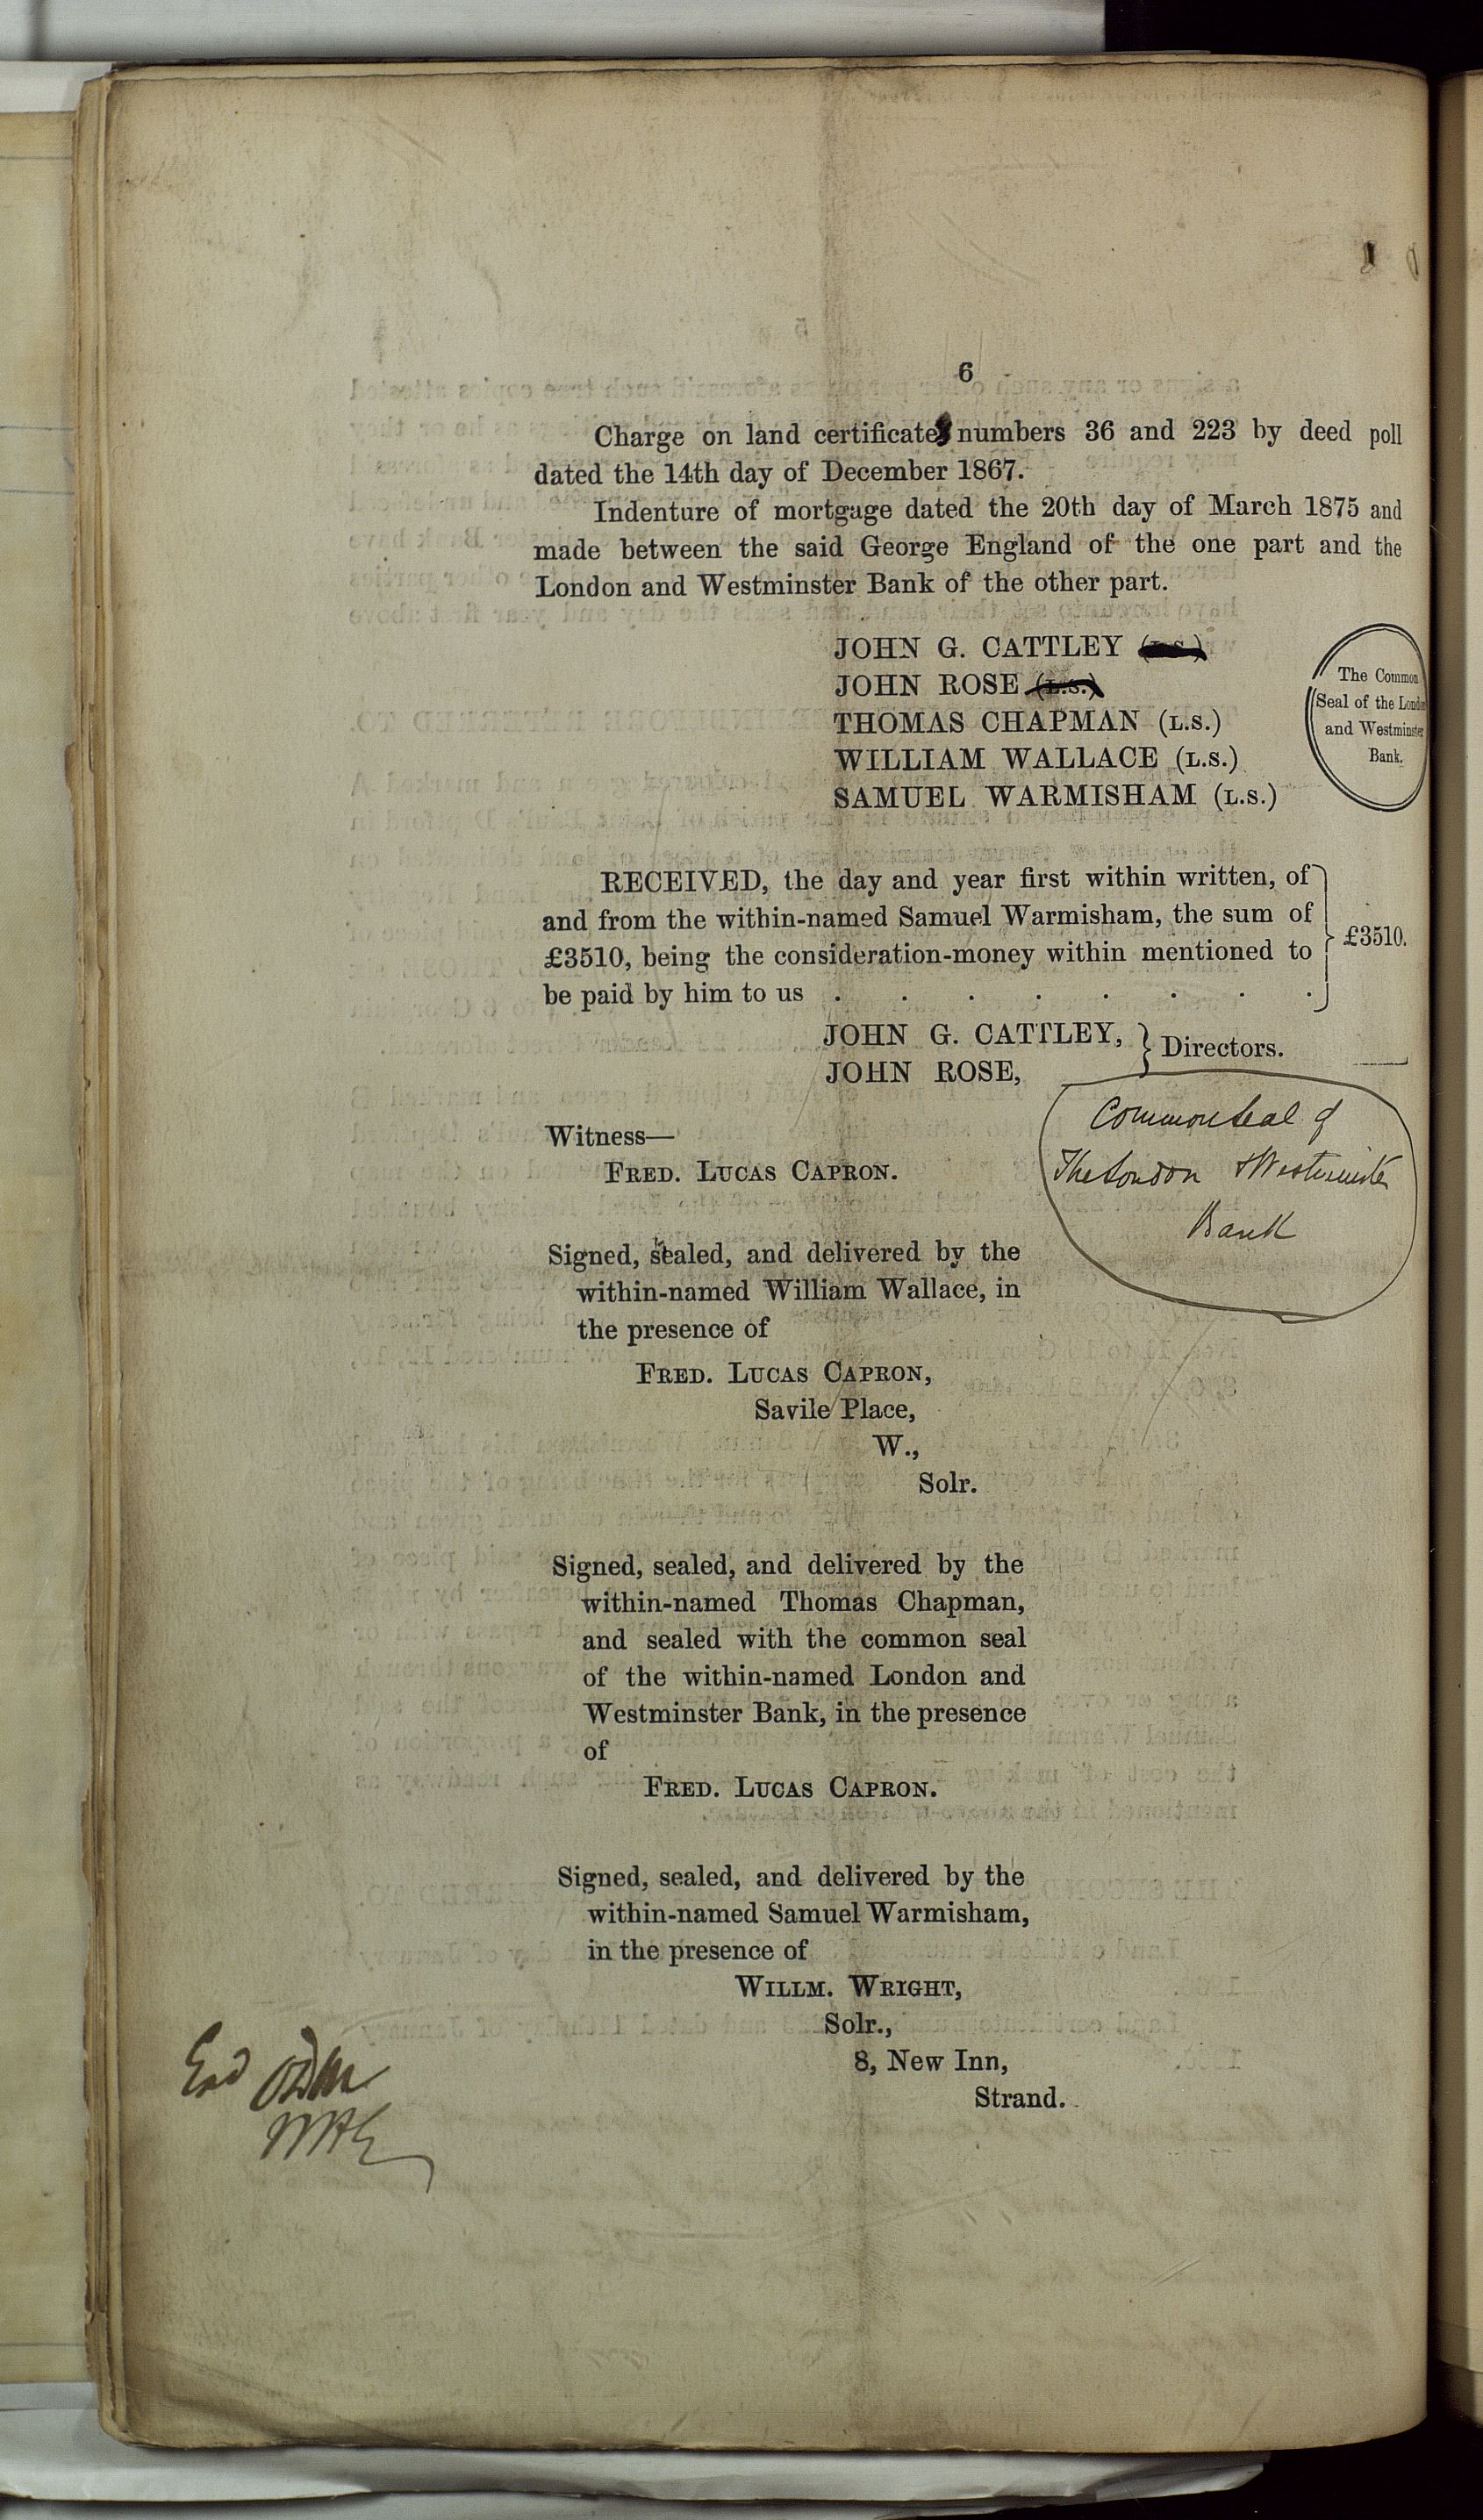 6
Charge on land certificates numbers 36 and 223 by deed poll
dated the 14th day of December 1867.
Indenture of mortgage dated the 20th day of March 1875 and
made between the said George England of the one part and the
London and Westminster Bank of the other part.
JOHN G. CATTLEY (L.S.)
JOHN ROSE (L.S.)
THOMAS CHAPMAN (L.S.)
WILLIAM WALLACE (L.S.)
SAMUEL WARMISHAM (L.S.)
The Common
Seal of the London
and Westminster
Bank.
RECEIVED, the day and year first within written, of
and from the within-named Samuel Warmisham, the sum of
£3510, being the consideration-money within mentioned to
be paid by him to us . . . . . . . .
£3510.
JOHN G. CATTLEY,
JOHN ROSE,
Directors.
Common Seal of
The London & Westminster
Bank
Witness—
FRED. LUCAS CAPRON.
Signed, sealed, and delivered by the
within-named William Wallace, in
the presence of
FRED. LUCAS CAPRON,
Savile Place,
W.,
Solr.
Signed, sealed, and delivered by the
within-named Thomas Chapman,
and sealed with the common seal
of the within-named London and
Westminster Bank, in the presence
of
FRED. LUCAS CAPRON.
Signed, sealed, and delivered by the
within-named Samuel Warmisham,
in the presence of
WILLM. WRIGHT,
Solr.,
8, New Inn,
Strand.